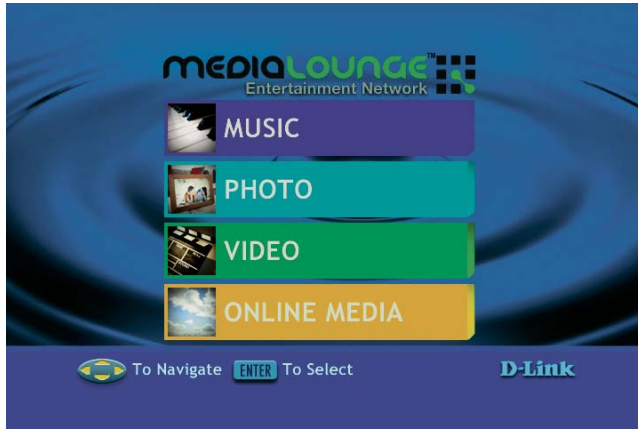 MEDIALOUNGE™
Entertainment Network
MUSIC
PHOTO
VIDEO
ONLINE MEDIA
To Navigate ENTER To Select
D-Link